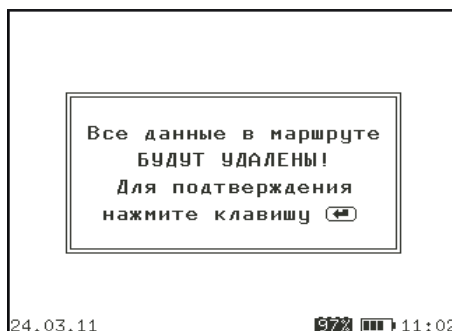 Все данные в маршруте
БУДУТ УДАЛЕНЫ!
Для подтверждения
нажмите клавишу
24.03.11 97% 11:02